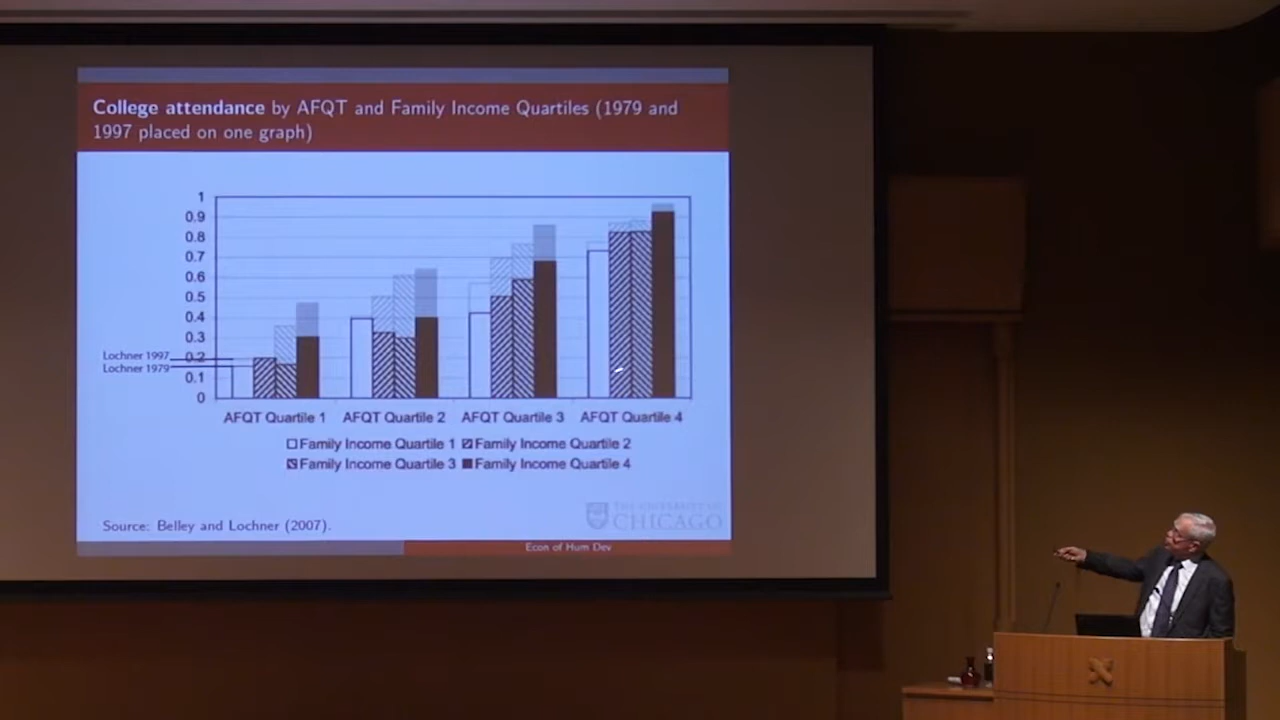 College attendance by AFQT and Family Income Quartiles (1979 and
1997 placed on one graph)
1
0.9
0.8
0.7
0.6
0.5
0.4
0.3
0.2
0.1
0
Lochner 1997
Lochner 1979
AFQT Quartile 1 AFQT Quartile 2 AFQT Quartile 3 AFQT Quartile 4
Family Income Quartile 1 Family Income Quartile 2
Family Income Quartile 3 Family Income Quartile 4
Source: Belley and Lochner (2007).
THE UNIVERSITY OF
CHICAGO
Econ of Hum Dev